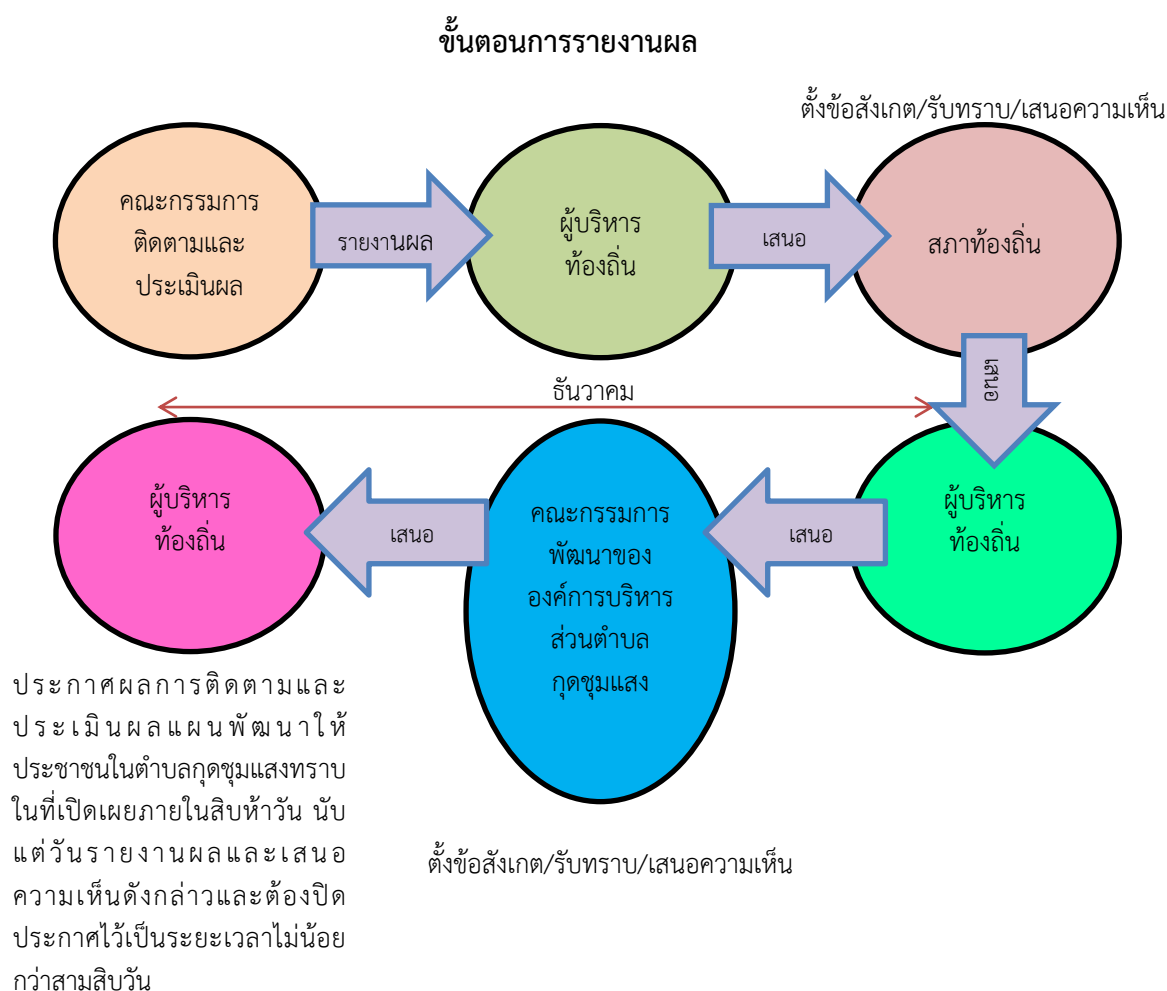 ขั้นตอนการรายงานผล
ตั้งข้อสังเกต/รับทราบ/เสนอความเห็น
คณะกรรมการ
ติดตามและ
ประเมินผล
รายงานผล
ผู้บริหาร
ท้องถิ่น
เสนอ
สภาท้องถิ่น
เสนอ
ธันวาคม
ผู้บริหาร
ท้องถิ่น
เสนอ
คณะกรรมการ
พัฒนาของ
องค์การบริหาร
ส่วนตำบล
กุดชุมแสง
เสนอ
ผู้บริหาร
ท้องถิ่น
ประกาศผลการติดตามและ
ประเมินผลแผนพัฒนาให้
ประชาชนในตำบลกุดชุมแสงทราบ
ในที่เปิดเผยภายในสิบห้าวัน นับ
แต่วันรายงานผลและเสนอ
ความเห็นดังกล่าวและต้องปิด
ประกาศไว้เป็นระยะเวลาไม่น้อย
กว่าสามสิบวัน
ตั้งข้อสังเกต/รับทราบ/เสนอความเห็น